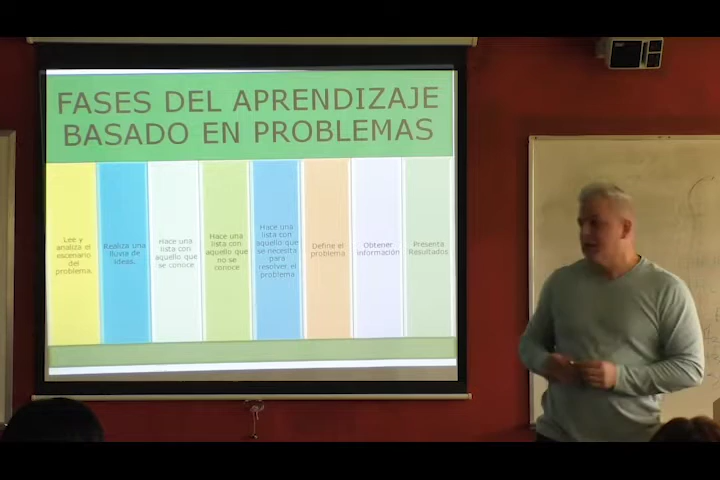 FASES DEL APRENDIZAJE
BASADO EN PROBLEMAS
Lee y
analiza el
escenario
del
problema.
Realiza una
lluvia de
ideas.
Hace una
lista con
aquello que
se conoce
Hace una
lista con
aquello que
no se
conoce
Hace una
lista con
aquello que
se necesita
para
resolver el
problema
Define el
problema
Obtener
información
Presenta
Resultados